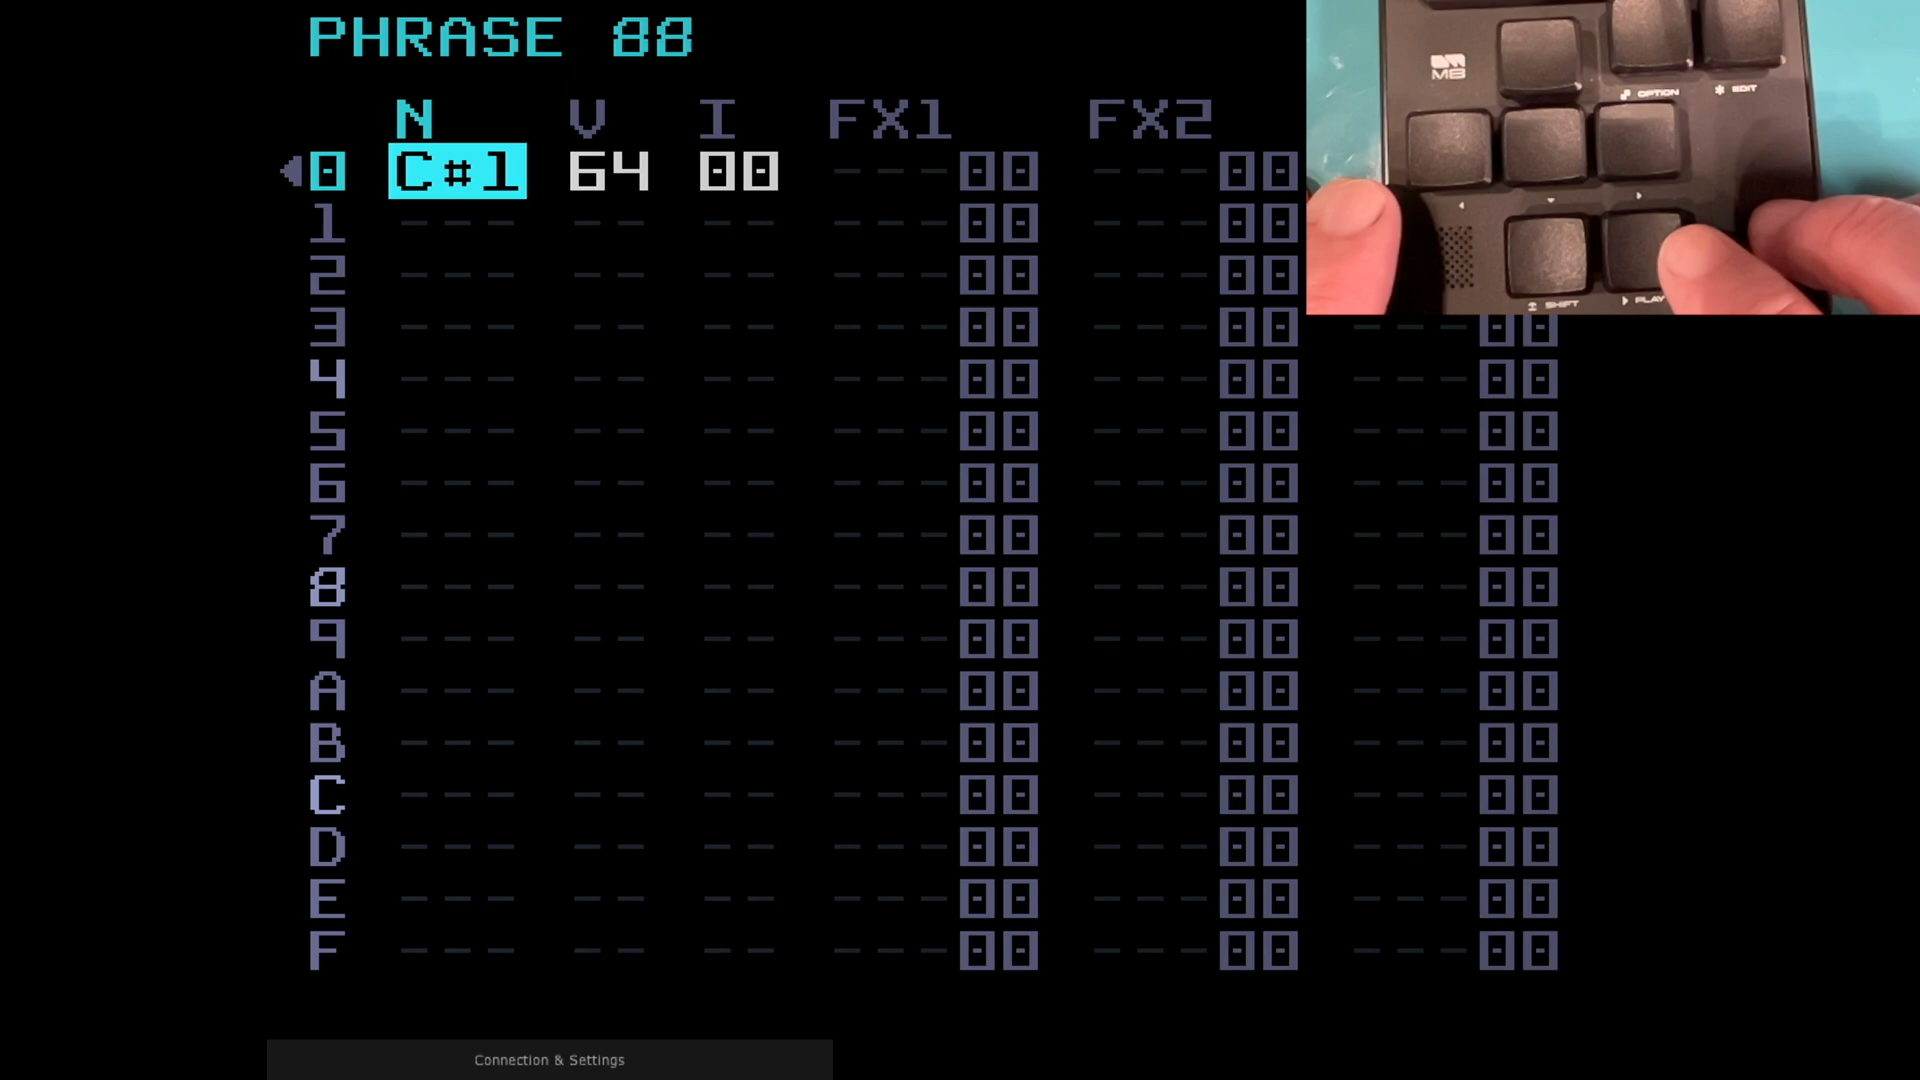 PHRASE 88
N V I FX1 FX2
0 C#1 64 00 --- 00 --- 00
1 --- -- -- --- 00 --- 00
2 --- -- -- --- 00 --- 00
3 --- -- -- --- 00 --- 00 --- 00
4 --- -- -- --- 00 --- 00 --- 00
5 --- -- -- --- 00 --- 00 --- 00
6 --- -- -- --- 00 --- 00 --- 00
7 --- -- -- --- 00 --- 00 --- 00
8 --- -- -- --- 00 --- 00 --- 00
9 --- -- -- --- 00 --- 00 --- 00
A --- -- -- --- 00 --- 00 --- 00
B --- -- -- --- 00 --- 00 --- 00
C --- -- -- --- 00 --- 00 --- 00
D --- -- -- --- 00 --- 00 --- 00
E --- -- -- --- 00 --- 00 --- 00
F --- -- -- --- 00 --- 00 --- 00
Connection & Settings
M8
OPTION
EDIT
SHIFT
PLAY